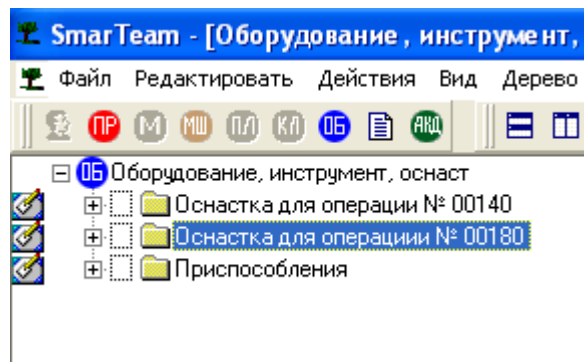 SmarTeam - [Оборудование, инструмент,
Файл Редактировать Действия Вид Дерево
ПР М МШ П/Л КЛ ОБ АКД
ОБ Оборудование, инструмент, оснаст
Оснастка для операции № 00140
Оснастка для операциии № 00180
Приспособления